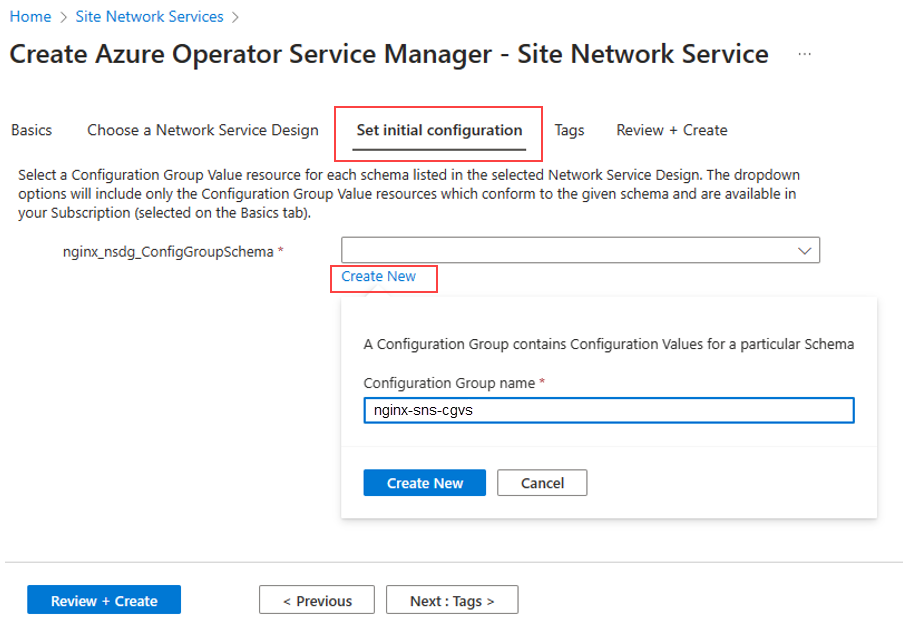 Home > Site Network Services >
Create Azure Operator Service Manager - Site Network Service ...
Basics Choose a Network Service Design Set initial configuration Tags Review + Create
Select a Configuration Group Value resource for each schema listed in the selected Network Service Design. The dropdown
options will include only the Configuration Group Value resources which conform to the given schema and are available in
your Subscription (selected on the Basics tab).
nginx_nsdg_ConfigGroupSchema *
Create New
A Configuration Group contains Configuration Values for a particular Schema
Configuration Group name *
nginx-sns-cgvs
Create New Cancel
Review + Create < Previous Next : Tags >